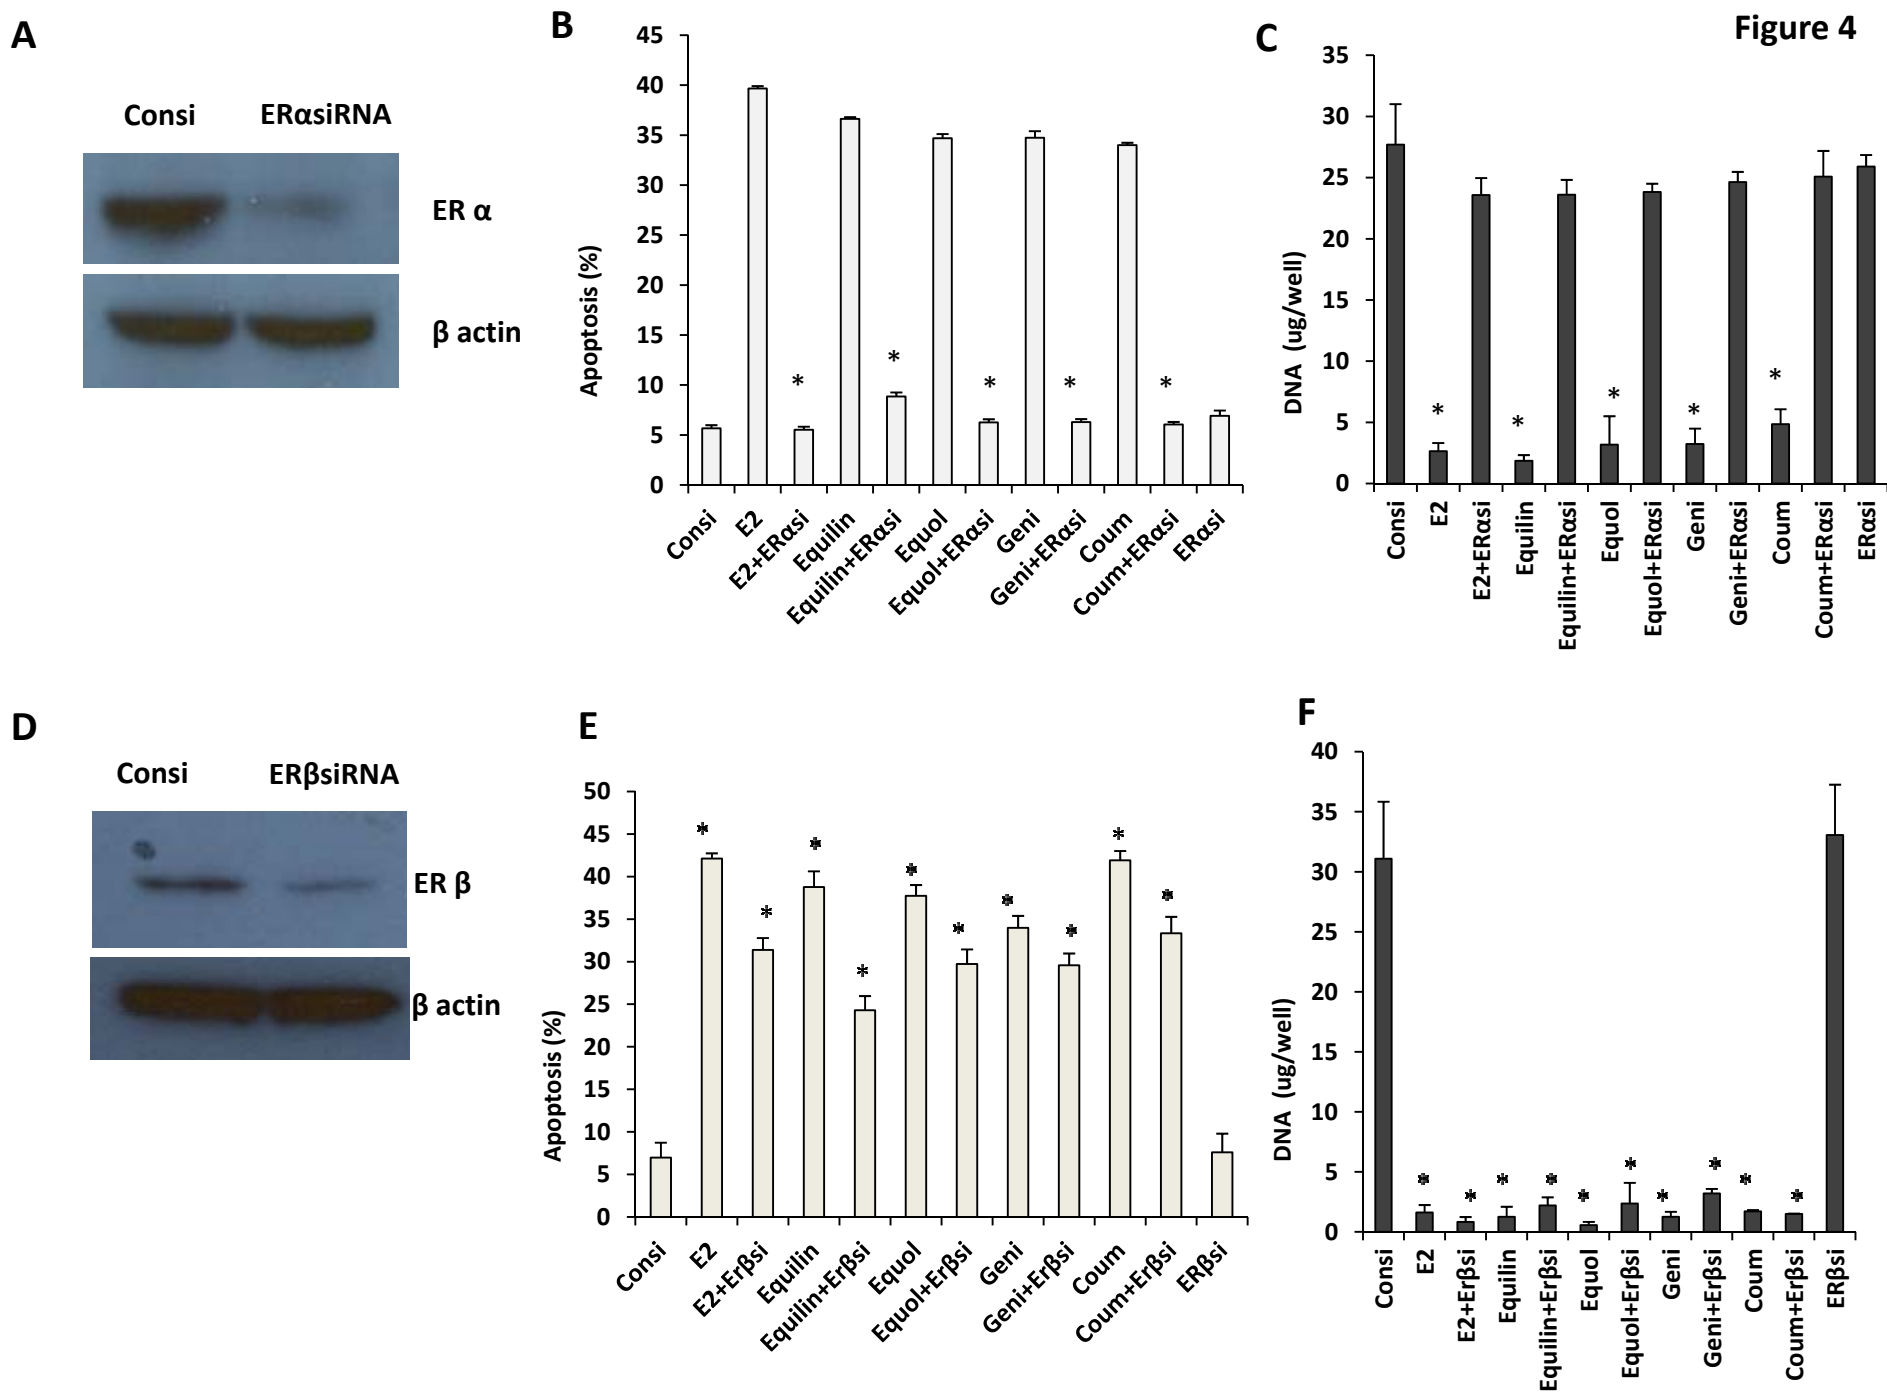 Figure 4
A
Consi ERαsiRNA
ER α
β actin
B
45
40
35
30
25
20
15
10
5
0
Apoptosis (%)
* * * * *
Consi
E2
E2+ERαsi
Equilin
Equilin+ERαsi
Equol
Equol+ERαsi
Geni
Geni+ERαsi
Coum
Coum+ERαsi
ERαsi
C
35
30
25
20
15
10
5
0
DNA (ug/well)
* * * * *
Consi
E2
E2+ERαsi
Equilin
Equilin+ERαsi
Equol
Equol+ERαsi
Geni
Geni+ERαsi
Coum
Coum+ERαsi
ERαsi
D
Consi ERβsiRNA
ER β
β actin
E
50
45
40
35
30
25
20
15
10
5
0
Apoptosis (%)
* * * * * * * * * *
Consi
E2
E2+Erβsi
Equilin
Equilin+Erβsi
Equol
Equol+Erβsi
Geni
Geni+Erβsi
Coum
Coum+Erβsi
ERβsi
F
40
35
30
25
20
15
10
5
0
DNA (ug/well)
* * * * * * * * * *
Consi
E2
E2+Erβsi
Equilin
Equilin+Erβsi
Equol
Equol+Erβsi
Geni
Geni+Erβsi
Coum
Coum+Erβsi
ERβsi